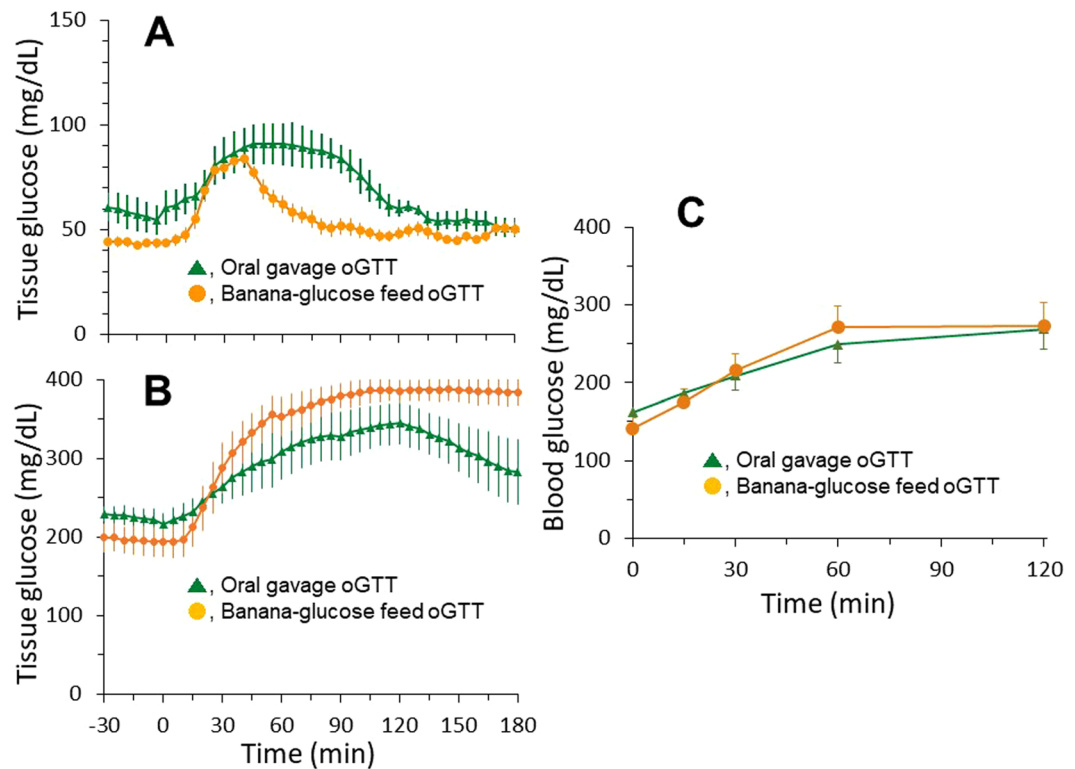 A
Tissue glucose (mg/dL)
150
100
50
0
▲, Oral gavage oGTT
●, Banana-glucose feed oGTT
B
Tissue glucose (mg/dL)
400
300
200
100
0
▲, Oral gavage oGTT
●, Banana-glucose feed oGTT
-30 0 30 60 90 120 150 180
Time (min)
C
Blood glucose (mg/dL)
400
300
200
100
0
▲, Oral gavage oGTT
●, Banana-glucose feed oGTT
0 30 60 90 120
Time (min)